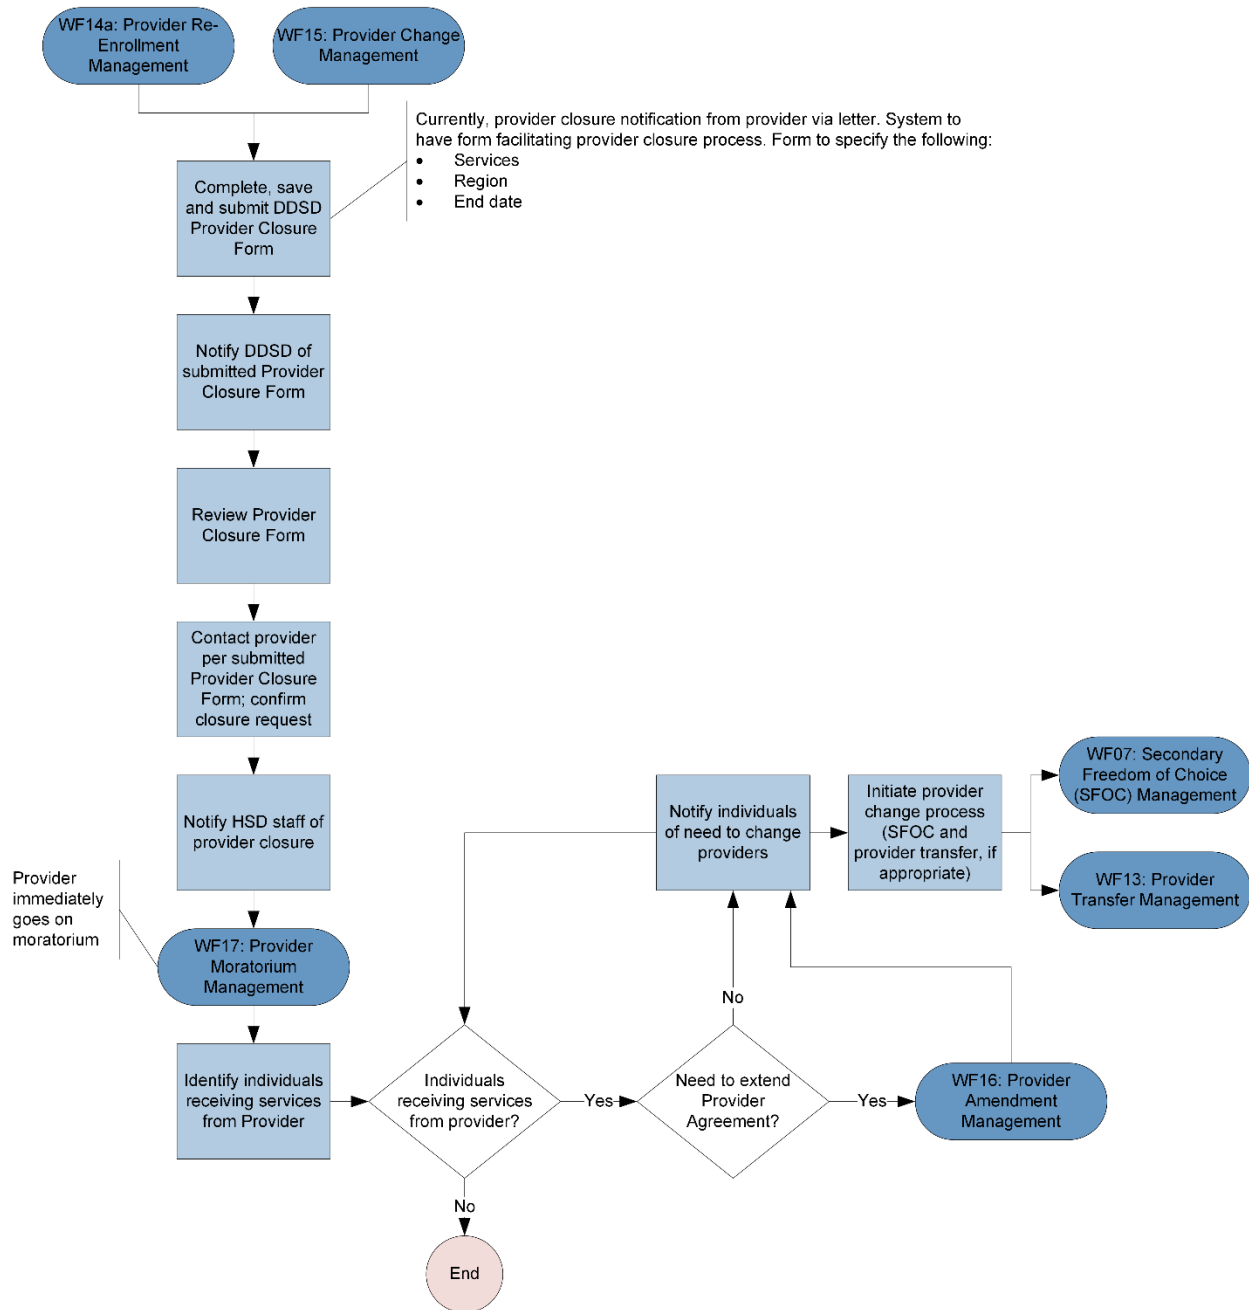 WF14a: Provider Re-
Enrollment
Management
WF15: Provider Change
Management
Currently, provider closure notification from provider via letter. System to
have form facilitating provider closure process. Form to specify the following:
• Services
• Region
• End date
Complete, save
and submit DDSD
Provider Closure
Form
Notify DDSD of
submitted Provider
Closure Form
Review Provider
Closure Form
Contact provider
per submitted
Provider Closure
Form; confirm
closure request
Notify HSD staff of
provider closure
Provider
immediately
goes on
moratorium
WF17: Provider
Moratorium
Management
Identify individuals
receiving services
from Provider
Individuals
receiving services
from provider?
Yes
No
End
Need to extend
Provider
Agreement?
No
Yes
WF16: Provider
Amendment
Management
Notify individuals
of need to change
providers
Initiate provider
change process
(SFOC and
provider transfer, if
appropriate)
WF07: Secondary
Freedom of Choice
(SFOC) Management
WF13: Provider
Transfer Management